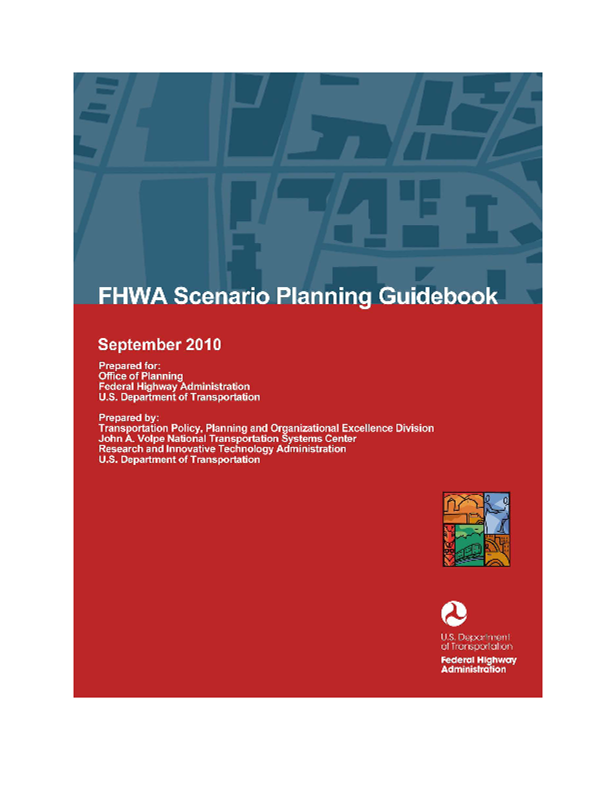 FHWA Scenario Planning Guidebook
September 2010
Prepared for:
Office of Planning
Federal Highway Administration
U.S. Department of Transportation
Prepared by:
Transportation Policy, Planning and Organizational Excellence Division
John A. Volpe National Transportation Systems Center
Research and Innovative Technology Administration
U.S. Department of Transportation
U.S. Department
of Transportation
Federal Highway
Administration